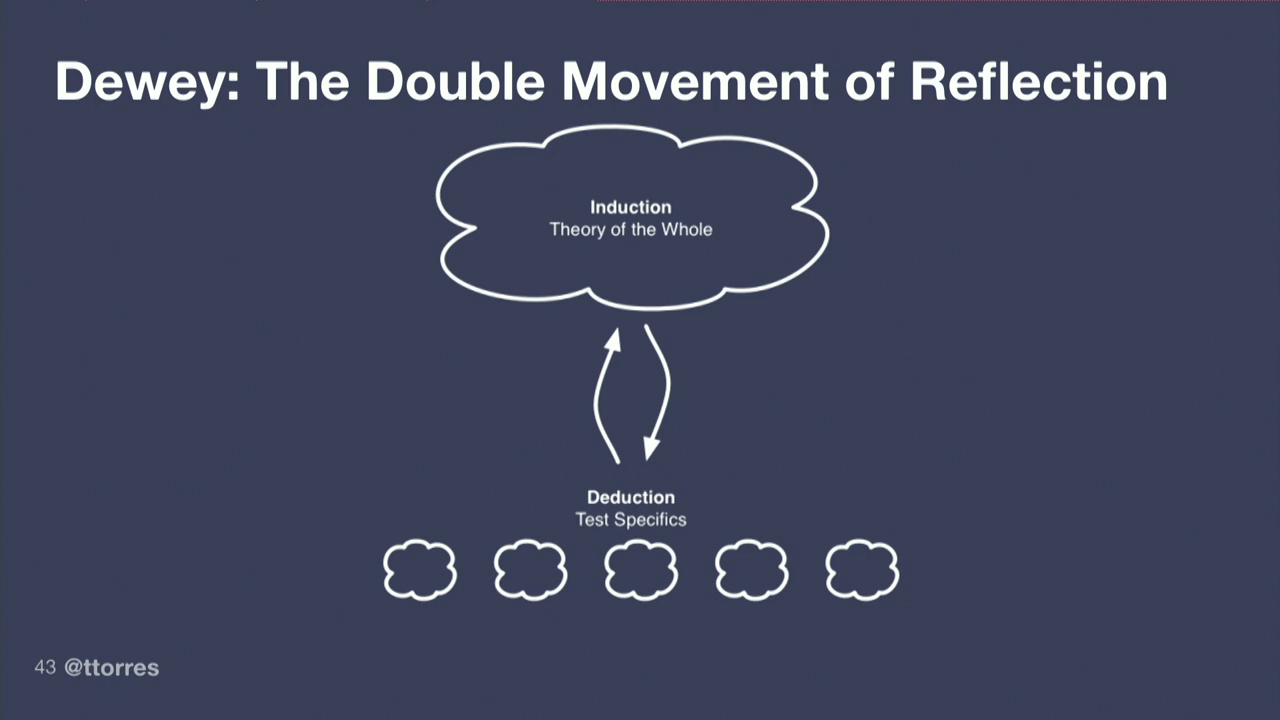 Dewey: The Double Movement of Reflection
Induction
Theory of the Whole
Deduction
Test Specifics
43 @ttorres